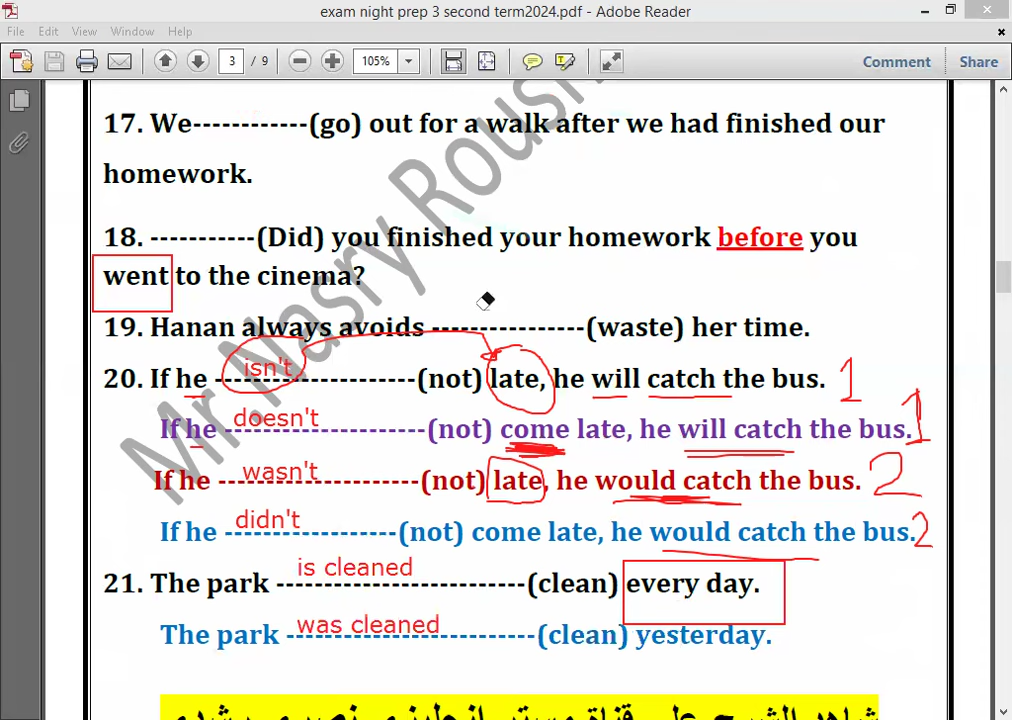 exam night prep 3 second term2024.pdf - Adobe Reader
File Edit View Window Help
3 / 9 105% Comment Share
17. We------------(go) out for a walk after we had finished our
homework.
18. -----------(Did) you finished your homework before you
went to the cinema?
19. Hanan always avoids ----------------(waste) her time.
isn't
20. If he ---------------------(not) late, he will catch the bus. 1
doesn't
If he ---------------------(not) come late, he will catch the bus. 1
wasn't
If he ---------------------(not) late, he would catch the bus. 2
didn't
If he ------------------(not) come late, he would catch the bus. 2
is cleaned
21. The park --------------------------(clean) every day.
was cleaned
The park --------------------------(clean) yesterday.
Mr. Nasry Rous